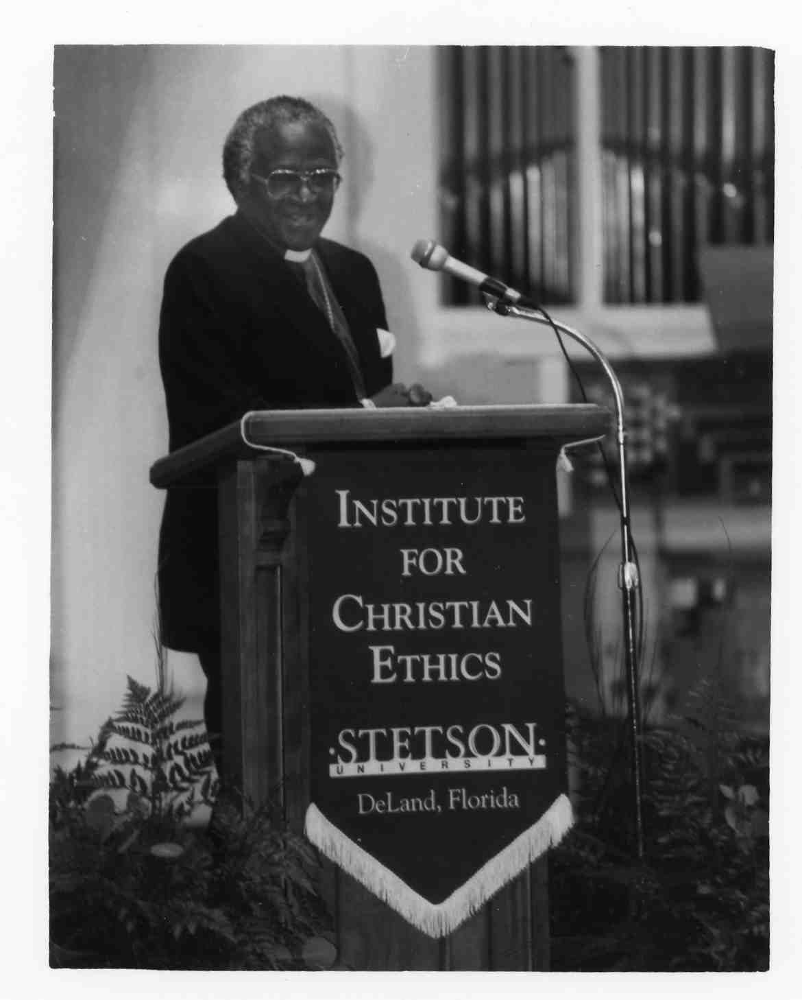 INSTITUTE
FOR
CHRISTIAN
ETHICS
·STETSON·
UNIVERSITY
DeLand, Florida